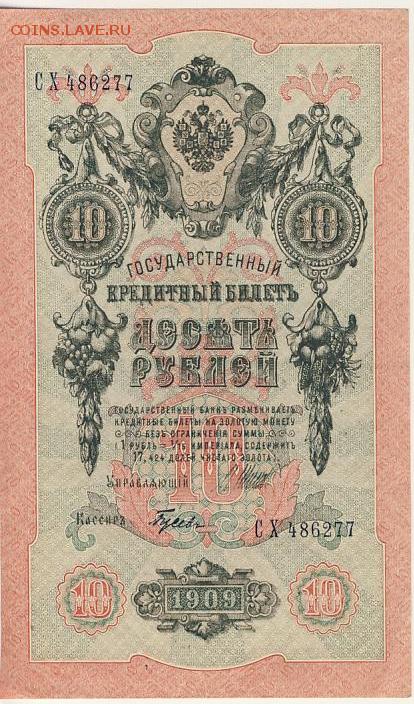 COINS.LAVE.RU
СХ 486277
10 10
ГОСУДАРСТВЕННЫЙ
КРЕДИТНЫЙ БИЛЕТЪ
ДЕСЯТЬ
РУБЛЕЙ
ГОСУДАРСТВЕННЫЙ БАНКЪ РАЗМѢНИВАЕТЪ
КРЕДИТНЫЕ БИЛЕТЫ НА ЗОЛОТУЮ МОНЕТУ
БЕЗЪ ОГРАНИЧЕНІЯ СУММЫ
(1 РУБЛЬ = 1/15 ИМПЕРІАЛА, СОДЕРЖИТЪ
17,424 ДОЛЕЙ ЧИСТАГО ЗОЛОТА).
10
УПРАВЛЯЮЩІЙ
Кассиръ
СХ 486277
10 1909 10